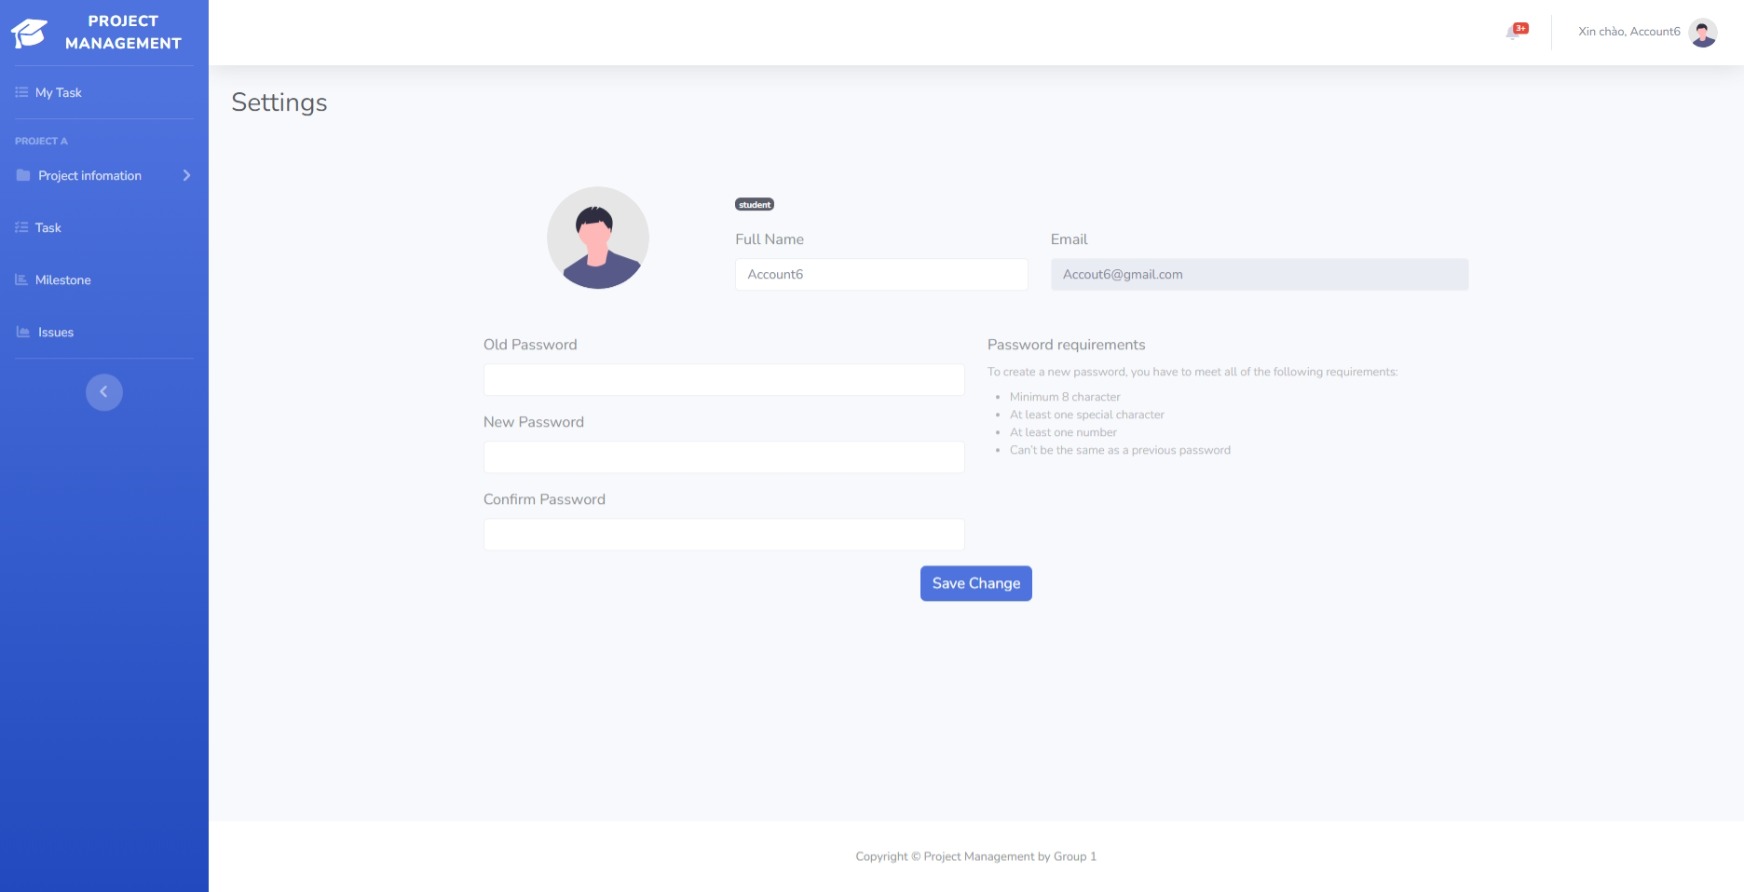 PROJECT
MANAGEMENT
3+
Xin chào, Account6
My Task
PROJECT A
Project infomation
Task
Milestone
Issues
Settings
student
Full Name
Email
Account6
Accout6@gmail.com
Old Password
New Password
Confirm Password
Password requirements
To create a new password, you have to meet all of the following requirements:
• Minimum 8 character
• At least one special character
• At least one number
• Can't be the same as a previous password
Save Change
Copyright © Project Management by Group 1